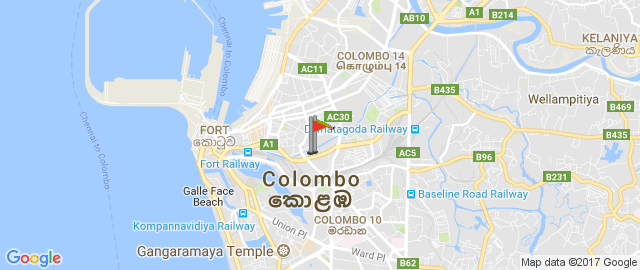 Chennai to Colombo
AB10
A1
B214
KELANIYA
කැලණිය
COLOMBO 14
கொழும்பு 14
AC11
B435
Wellampitiya
B469
Chennai to Colombo
AC30
FORT
කොටුව
A1
Dematagoda Railway
B435
Fort Railway
AC5
B96
Colombo
කොළඹ
B231
Galle Face
Beach
Baseline Road Railway
Kompannavidiya Railway
Union Pl
COLOMBO 10
මරදාන
Gangaramaya Temple
Ward Pl
B62
Google
Map data ©2017 Google